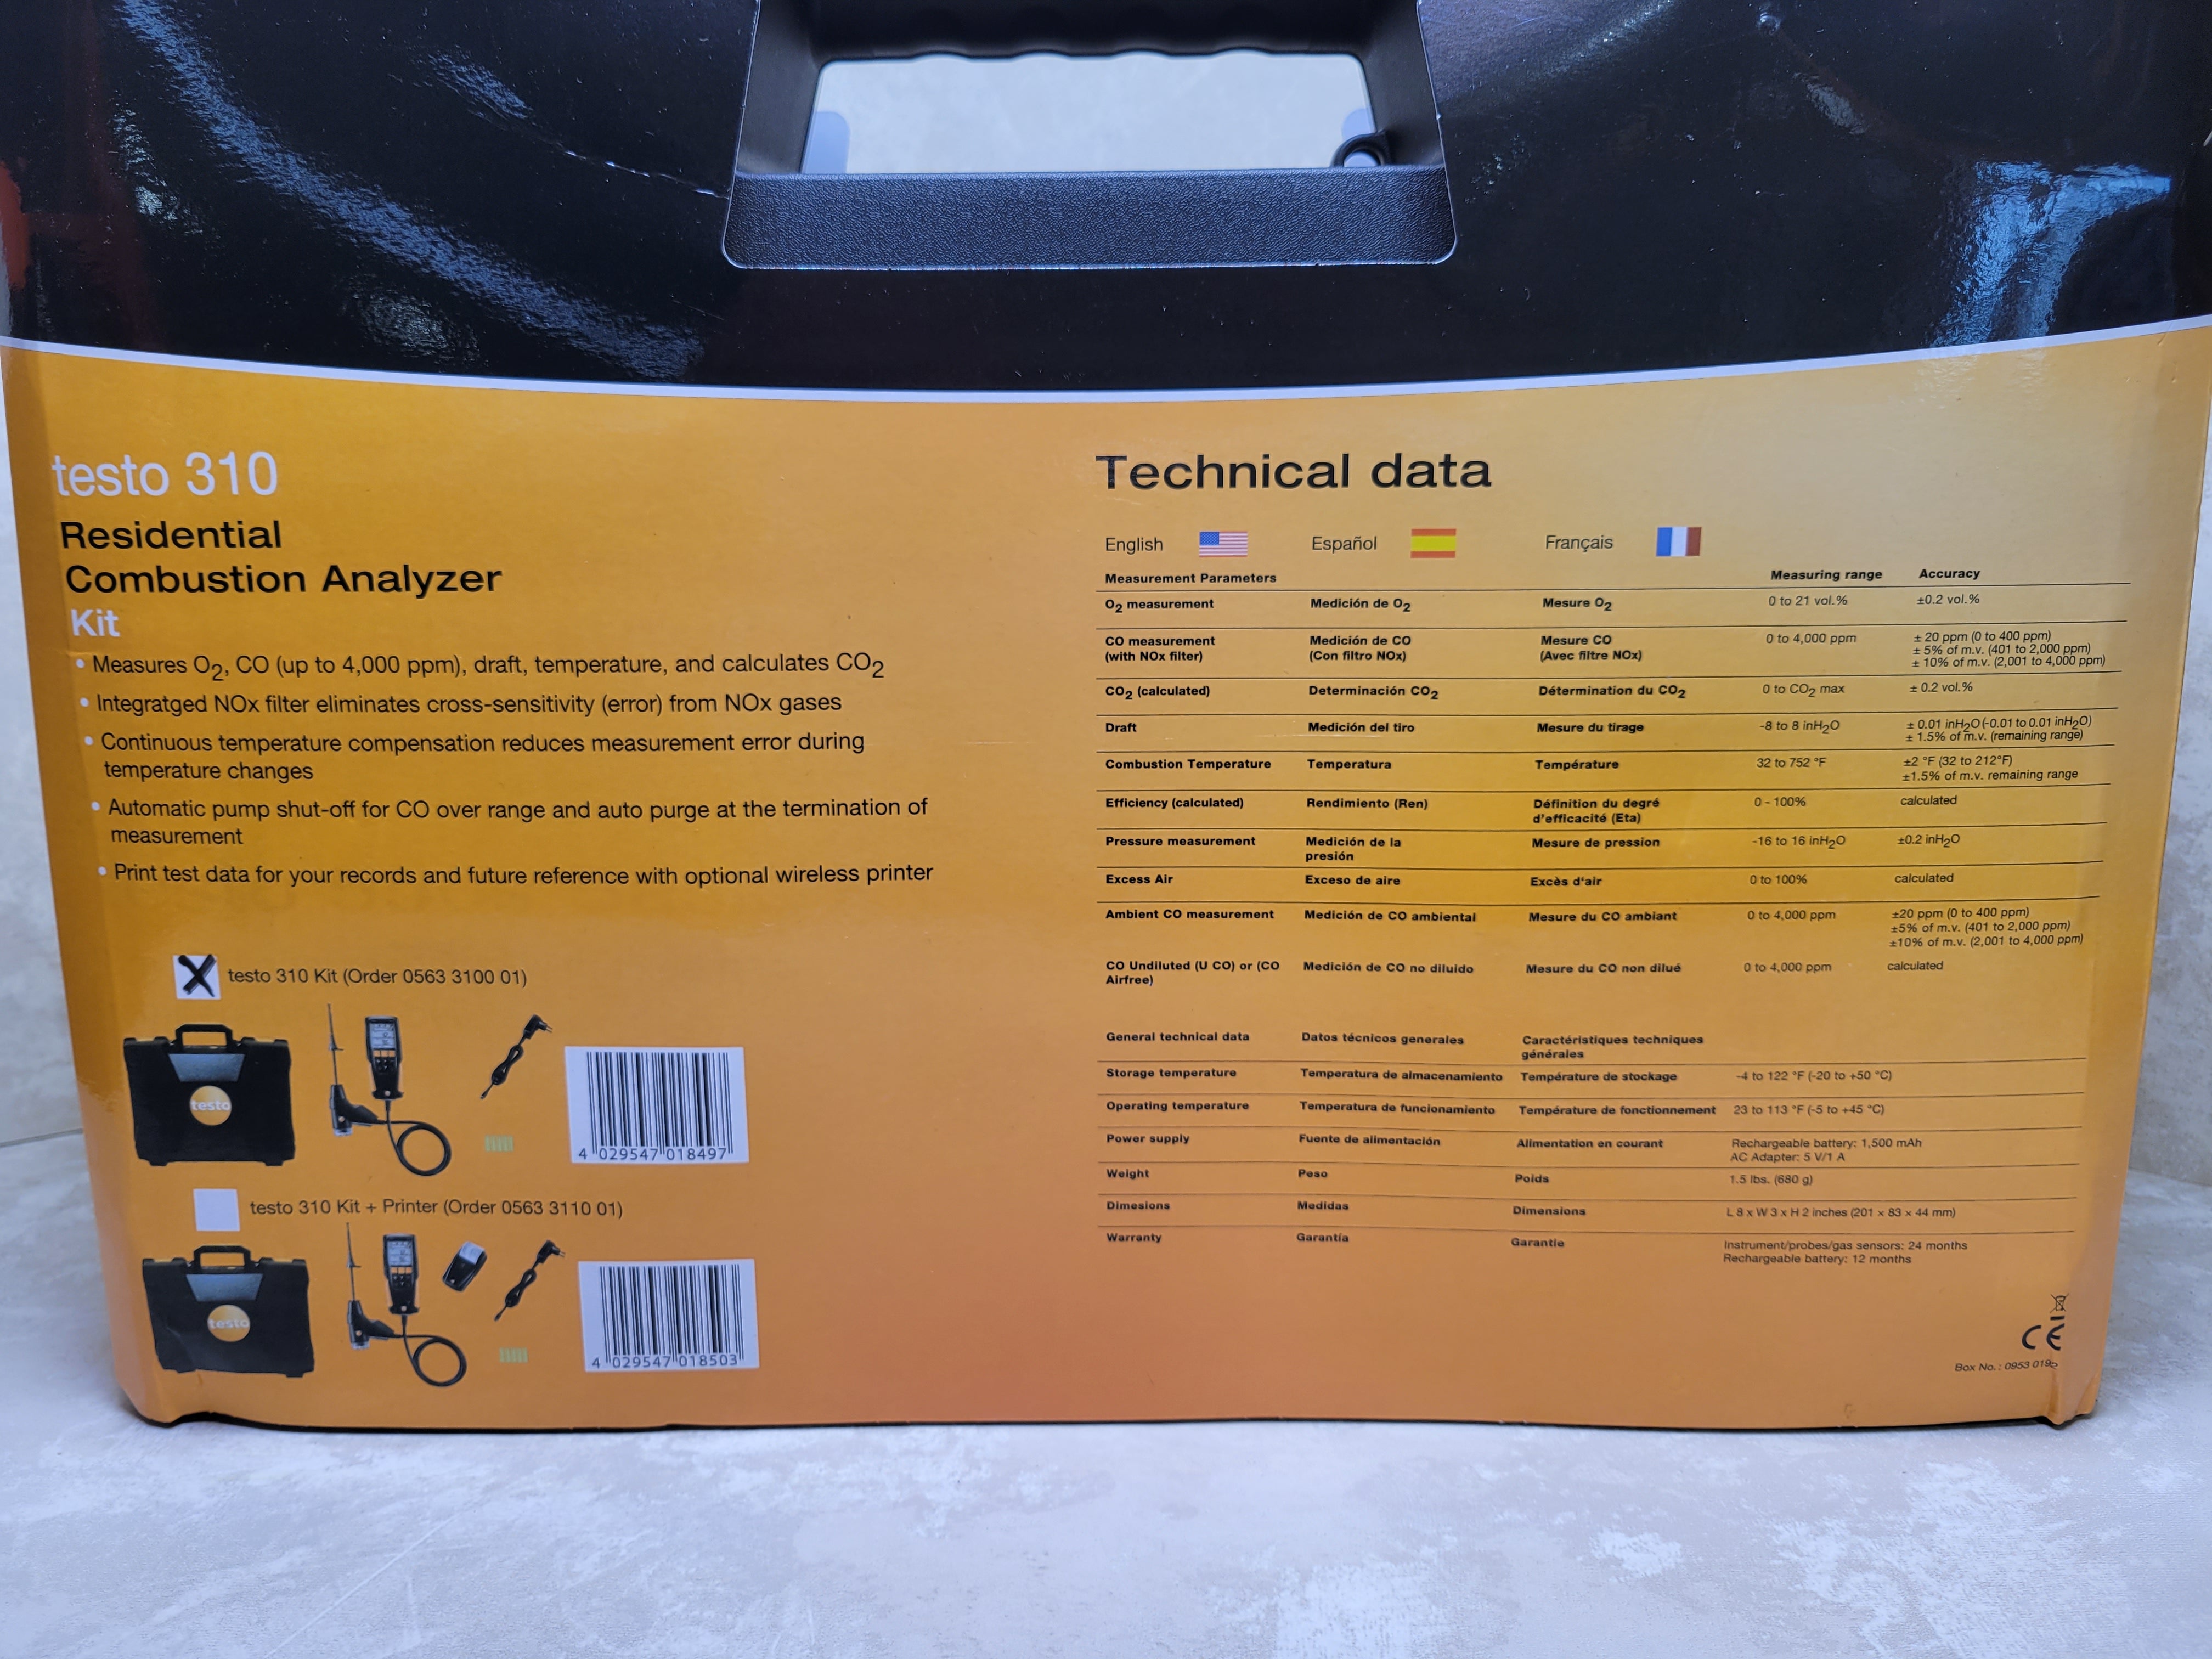 testo 310
Residential
Combustion Analyzer
Kit
• Measures O2, CO (up to 4,000 ppm), draft, temperature, and calculates CO2
• Integratged NOx filter eliminates cross-sensitivity (error) from NOx gases
• Continuous temperature compensation reduces measurement error during
temperature changes
• Automatic pump shut-off for CO over range and auto purge at the termination of
measurement
• Print test data for your records and future reference with optional wireless printer
X testo 310 Kit (Order 0563 3100 01)
testo
4 029547 018497
testo 310 Kit + Printer (Order 0563 3110 01)
testo
4 029547 018503
Technical data
English Español Français
Measurement Parameters Measuring range Accuracy
O2 measurement Medición de O2 Mesure O2 0 to 21 vol.% ±0.2 vol.%
CO measurement Medición de CO Mesure CO 0 to 4,000 ppm ± 20 ppm (0 to 400 ppm)
(with NOx filter) (Con filtro NOx) (Avec filtre NOx) ± 5% of m.v. (401 to 2,000 ppm)
± 10% of m.v. (2,001 to 4,000 ppm)
CO2 (calculated) Determinación CO2 Détermination du CO2 0 to CO2 max ± 0.2 vol.%
Draft Medición del tiro Mesure du tirage -8 to 8 inH2O ± 0.01 inH2O (-0.01 to 0.01 inH2O)
± 1.5% of m.v. (remaining range)
Combustion Temperature Temperatura Température 32 to 752 °F ±2 °F (32 to 212°F)
±1.5% of m.v. remaining range
Efficiency (calculated) Rendimiento (Ren) Définition du degré 0 - 100% calculated
d'efficacité (Eta)
Pressure measurement Medición de la Mesure de pression -16 to 16 inH2O ±0.2 inH2O
presión
Excess Air Exceso de aire Excès d'air 0 to 100% calculated
Ambient CO measurement Medición de CO ambiental Mesure du CO ambiant 0 to 4,000 ppm ±20 ppm (0 to 400 ppm)
±5% of m.v. (401 to 2,000 ppm)
±10% of m.v. (2,001 to 4,000 ppm)
CO Undiluted (U CO) or (CO Medición de CO no diluido Mesure du CO non dilué 0 to 4,000 ppm calculated
Airfree)
General technical data Datos técnicos generales Caractéristiques techniques
générales
Storage temperature Temperatura de almacenamiento Température de stockage -4 to 122 °F (-20 to +50 °C)
Operating temperature Temperatura de funcionamiento Température de fonctionnement 23 to 113 °F (-5 to +45 °C)
Power supply Fuente de alimentación Alimentation en courant Rechargeable battery: 1,500 mAh
AC Adapter: 5 V/1 A
Weight Peso Poids 1.5 lbs. (680 g)
Dimesions Medidas Dimensions L 8 x W 3 x H 2 inches (201 x 83 x 44 mm)
Warranty Garantía Garantie Instrument/probes/gas sensors: 24 months
Rechargeable battery: 12 months
CE
Box No.: 0953